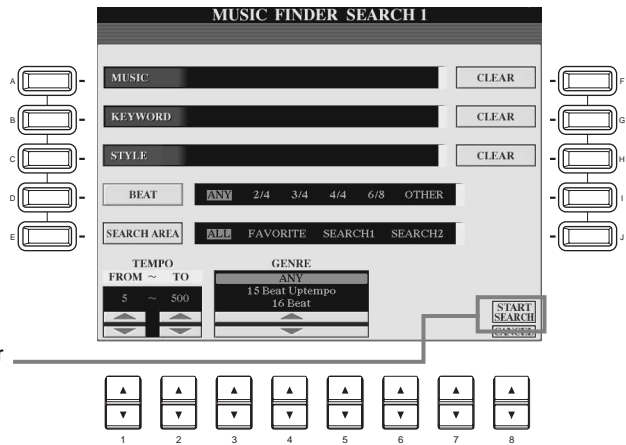 MUSIC FINDER SEARCH 1
A MUSIC CLEAR F
B KEYWORD CLEAR G
C STYLE CLEAR H
D BEAT ANY 2/4 3/4 4/4 6/8 OTHER I
E SEARCH AREA ALL FAVORITE SEARCH1 SEARCH2 J
TEMPO
FROM ~ TO
5 ~ 500
GENRE
ANY
15 Beat Uptempo
16 Beat
START
SEARCH
CANCEL
r
1 2 3 4 5 6 7 8